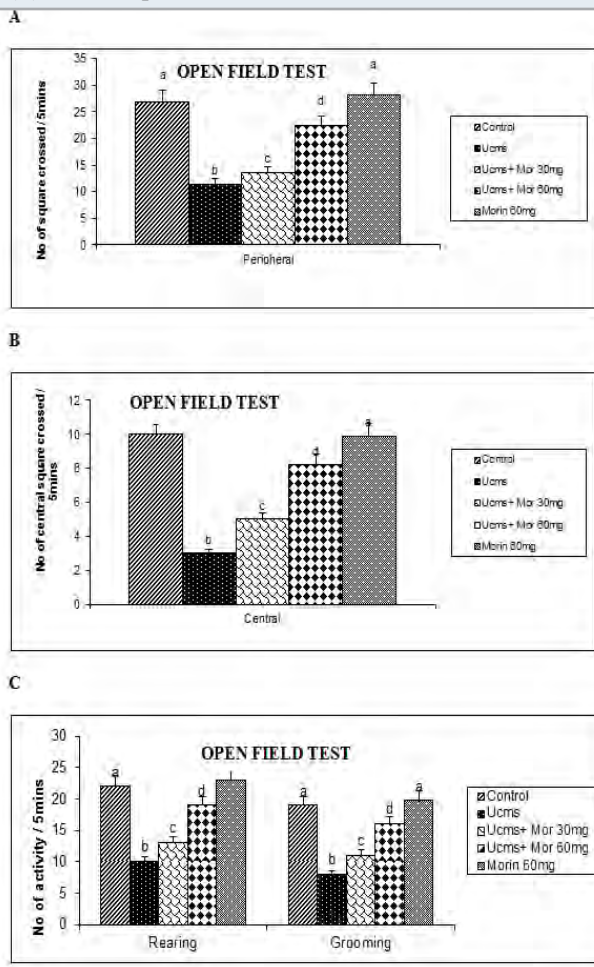 A
OPEN FIELD TEST
No of square crossed / 5mins
35
30
25
20
15
10
5
0
a
b
c
d
a
Peripheral
Control
Ucms
Ucms+ Mor 30mg
Ucms+ Mor 60mg
Morin 60mg
B
OPEN FIELD TEST
No of central square crossed /
5mins
12
10
8
6
4
2
0
b
c
d
a
Central
Control
Ucms
Ucms+ Mor 30mg
Ucms+ Mor 60mg
Morin 60mg
C
OPEN FIELD TEST
No of activity / 5mins
30
25
20
15
10
5
0
a
b
c
d
a
b
c
d
a
Rearing
Grooming
Control
Ucms
Ucms+ Mor 30mg
Ucms+ Mor 60mg
Morin 60mg